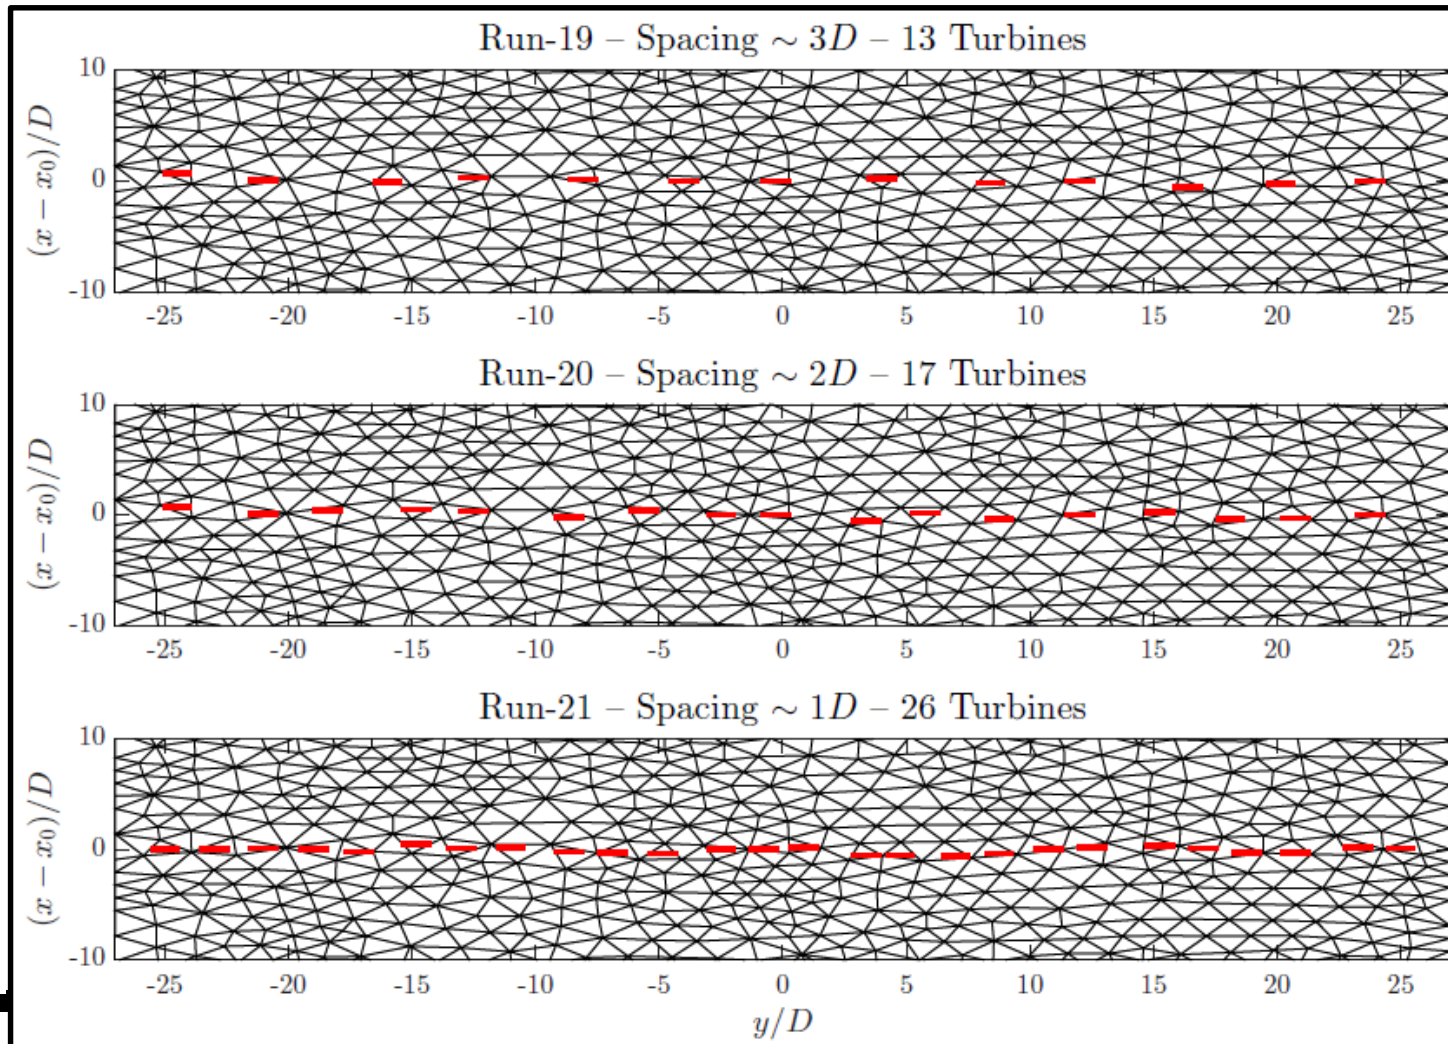 Run-19 – Spacing ∼ 3D – 13 Turbines
(x − x₀)/D
10
0
-10
-25 -20 -15 -10 -5 0 5 10 15 20 25
Run-20 – Spacing ∼ 2D – 17 Turbines
(x − x₀)/D
10
0
-10
-25 -20 -15 -10 -5 0 5 10 15 20 25
Run-21 – Spacing ∼ 1D – 26 Turbines
(x − x₀)/D
10
0
-10
-25 -20 -15 -10 -5 0 5 10 15 20 25
y/D